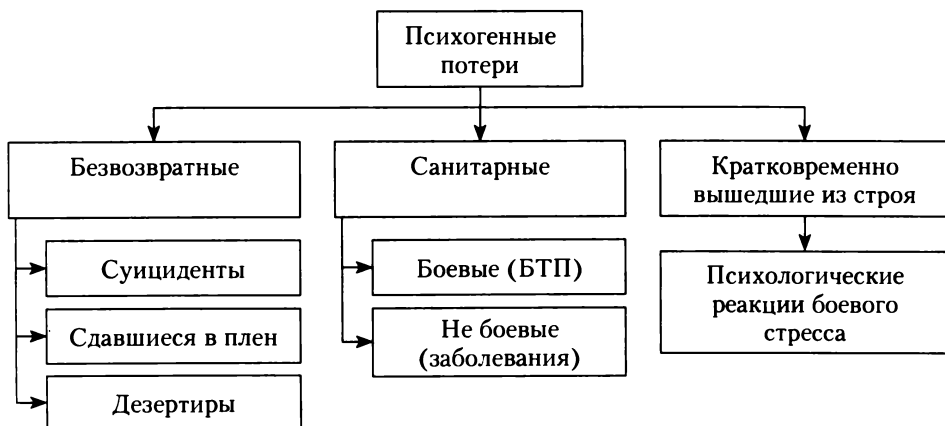 Психогенные
потери
Безвозвратные
Санитарные
Кратковременно
вышедшие из строя
Суициденты
Сдавшиеся в плен
Дезертиры
Боевые (БТП)
Не боевые
(заболевания)
Психологические
реакции боевого
стресса